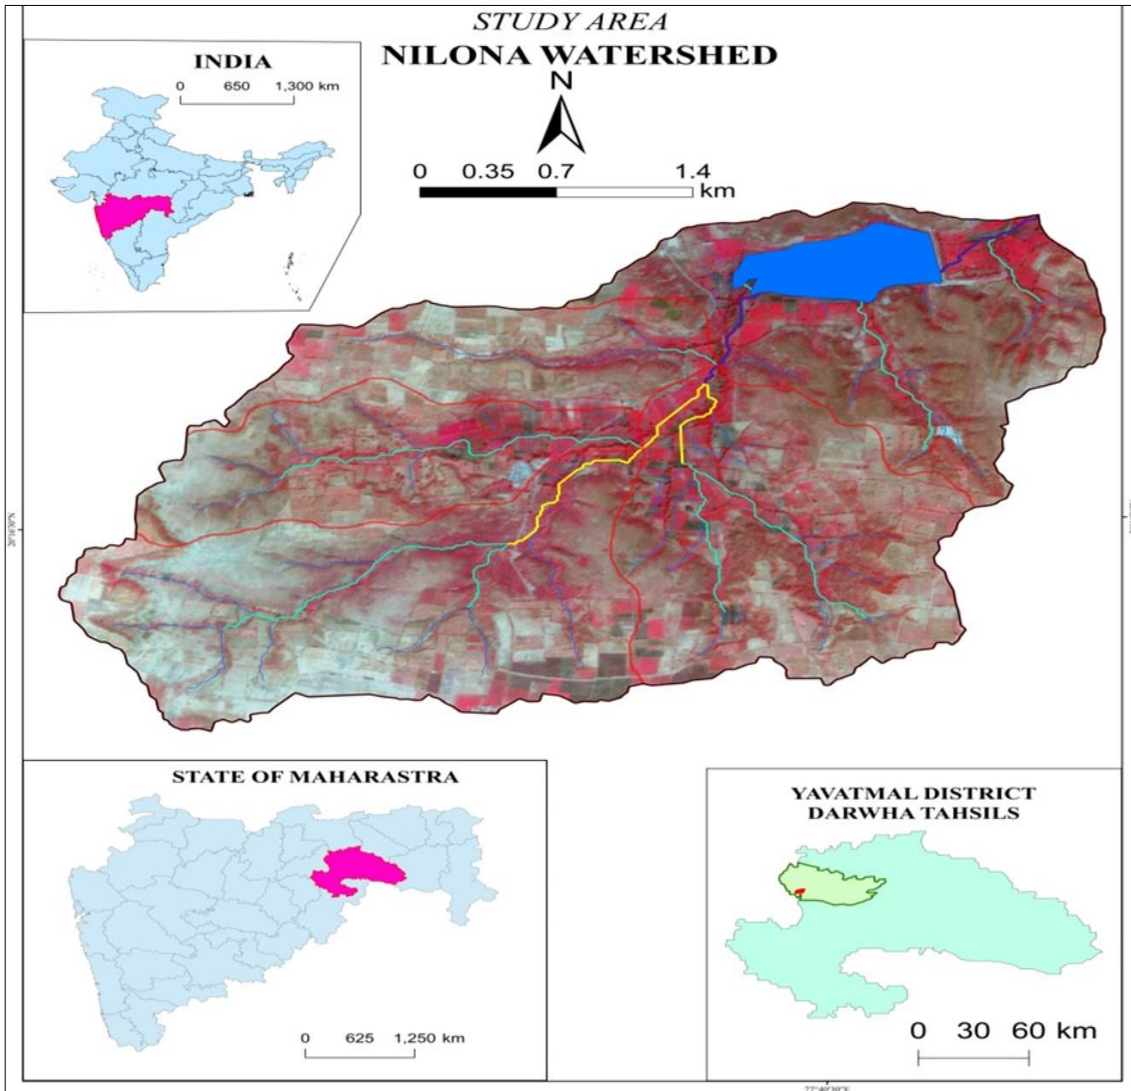 STUDY AREA
NILONA WATERSHED
N
0 0.35 0.7 1.4
km
INDIA
0 650 1,300 km
STATE OF MAHARASTRA
0 625 1,250 km
YAVATMAL DISTRICT
DARWHA TAHSILS
0 30 60 km